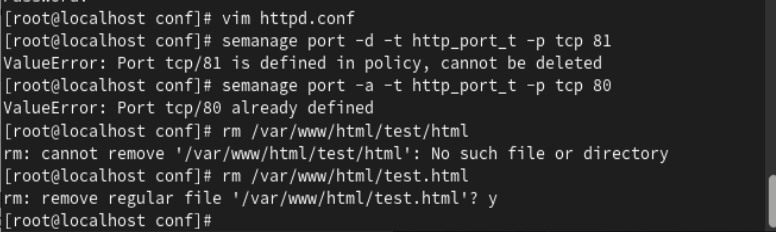 [root@localhost conf]# vim httpd.conf
[root@localhost conf]# semanage port -d -t http_port_t -p tcp 81
ValueError: Port tcp/81 is defined in policy, cannot be deleted
[root@localhost conf]# semanage port -a -t http_port_t -p tcp 80
ValueError: Port tcp/80 already defined
[root@localhost conf]# rm /var/www/html/test/html
rm: cannot remove '/var/www/html/test/html': No such file or directory
[root@localhost conf]# rm /var/www/html/test.html
rm: remove regular file '/var/www/html/test.html'? y
[root@localhost conf]#